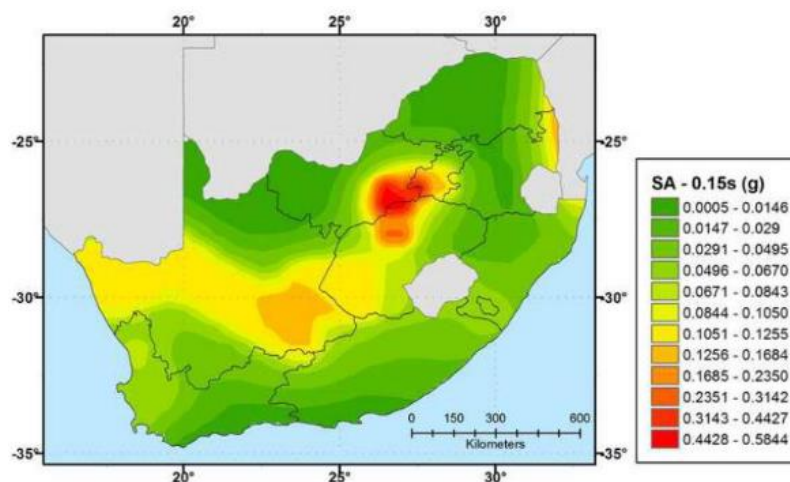 20° 25° 30°
-25° -25°
-30° -30°
-35° -35°
20° 25° 30°
0 150 300 450 600
Kilometers
SA - 0.15s (g)
0.0005 - 0.0146
0.0147 - 0.029
0.0291 - 0.0495
0.0496 - 0.0670
0.0671 - 0.0843
0.0844 - 0.1050
0.1051 - 0.1255
0.1256 - 0.1684
0.1685 - 0.2350
0.2351 - 0.3142
0.3143 - 0.4427
0.4428 - 0.5844